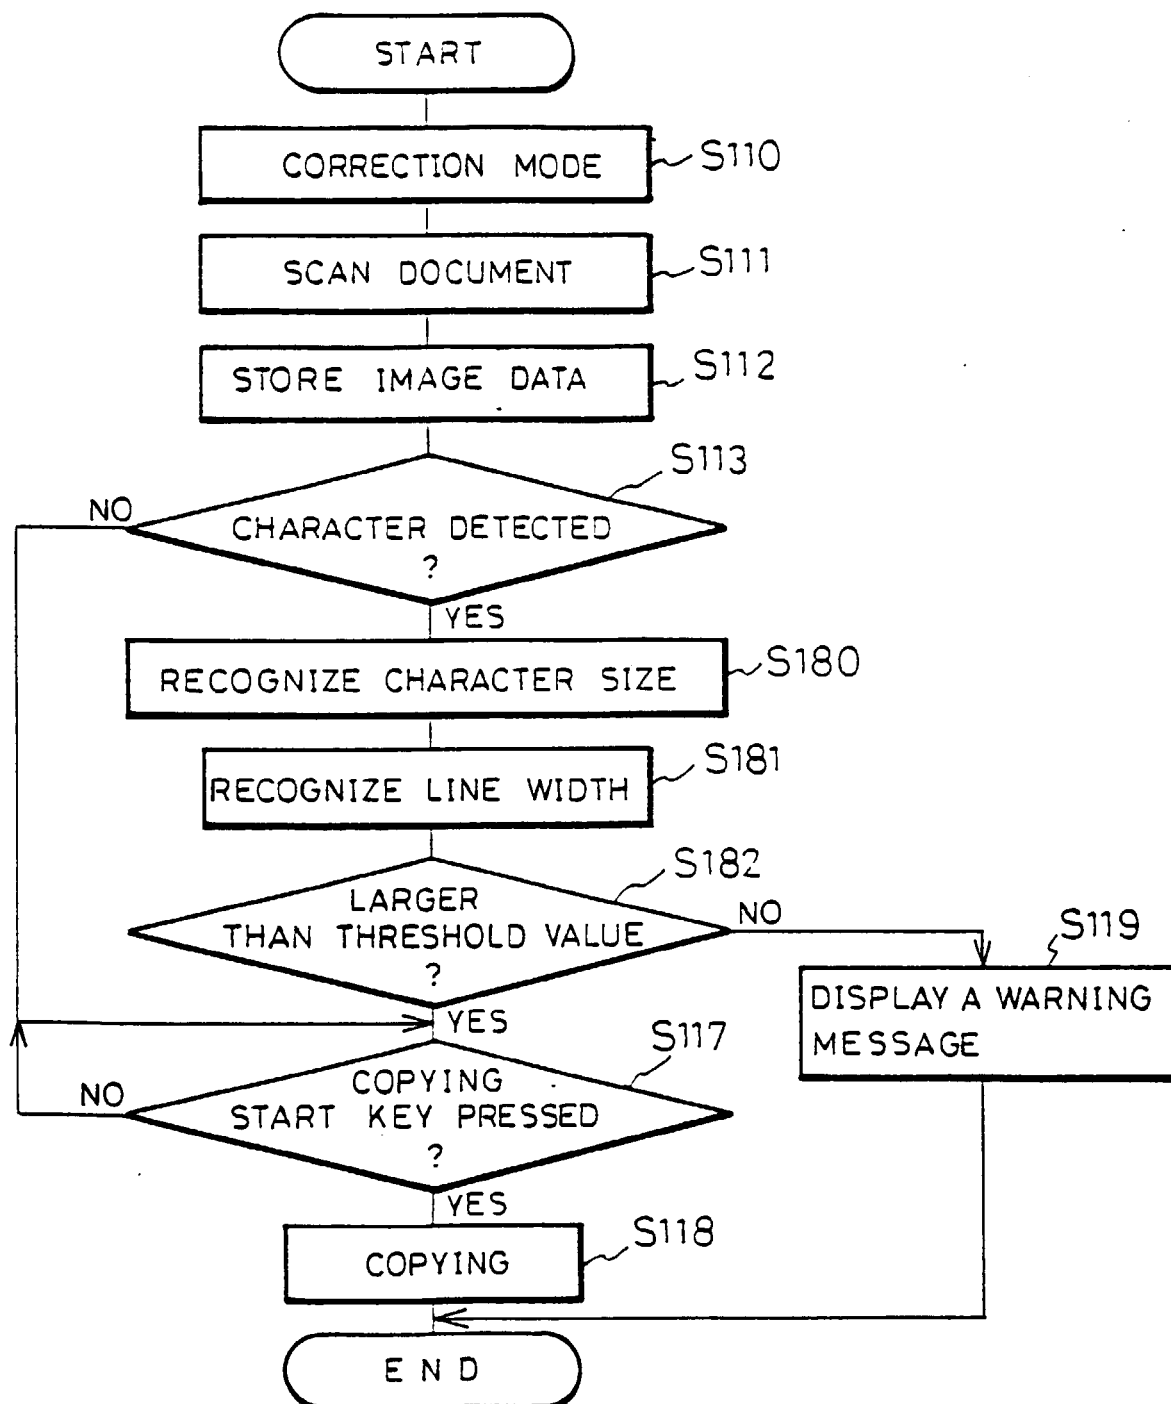 START
CORRECTION MODE
S110
SCAN DOCUMENT
S111
STORE IMAGE DATA
S112
S113
NO
CHARACTER DETECTED
?
YES
RECOGNIZE CHARACTER SIZE
S180
RECOGNIZE LINE WIDTH
S181
S182
LARGER
THAN THRESHOLD VALUE
?
NO
YES
S119
DISPLAY A WARNING
MESSAGE
S117
COPYING
START KEY PRESSED
?
NO
YES
COPYING
S118
END